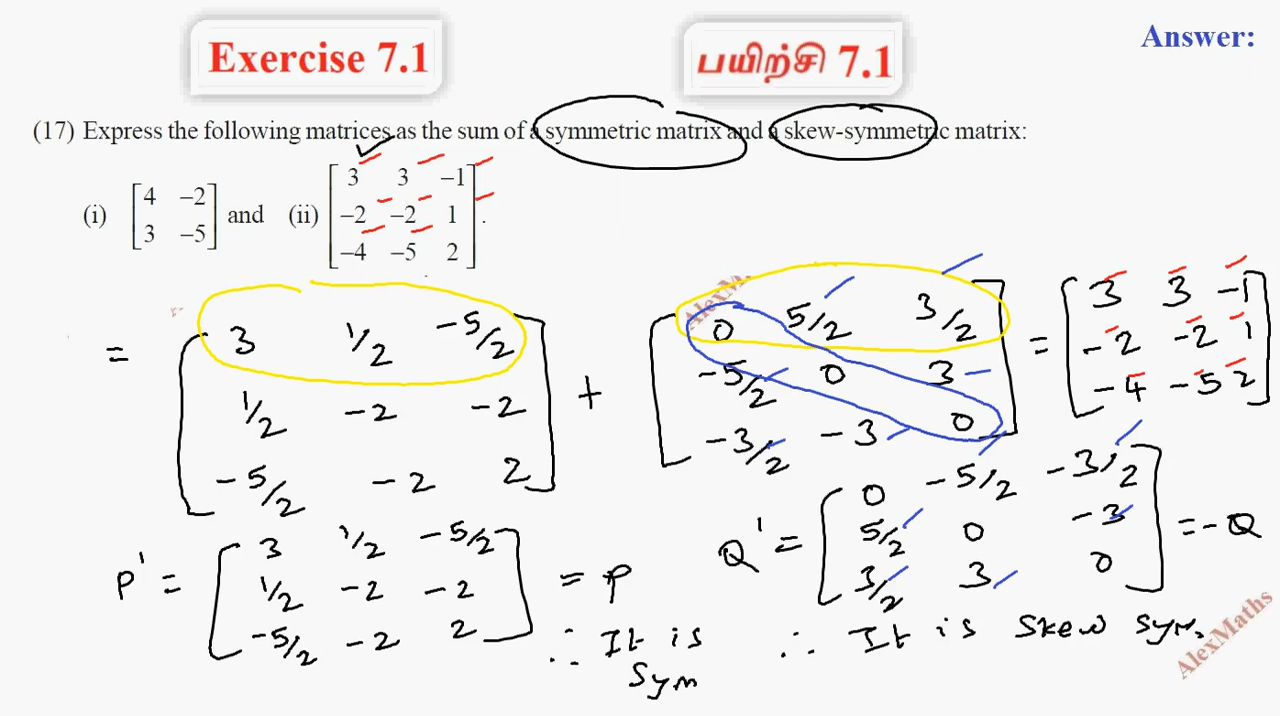 Answer:
Exercise 7.1 பயிற்சி 7.1
(17) Express the following matrices as the sum of a symmetric matrix and a skew-symmetric matrix:
(i) [4 −2; 3 −5] and (ii) [3 3 −1; −2 −2 1; −4 −5 2].
AlexMaths
= [3 1/2 -5/2; 1/2 -2 -2; -5/2 -2 2] + [0 5/2 3/2; -5/2 0 3; -3/2 -3 0] = [3 3 -1; -2 -2 1; -4 -5 2]
P' = [3 1/2 -5/2; 1/2 -2 -2; -5/2 -2 2] = P
∴ It is
Sym
Q' = [0 -5/2 -3/2; 5/2 0 -3; 3/2 3 0] = -Q
∴ It is Skew Sym.
AlexMaths